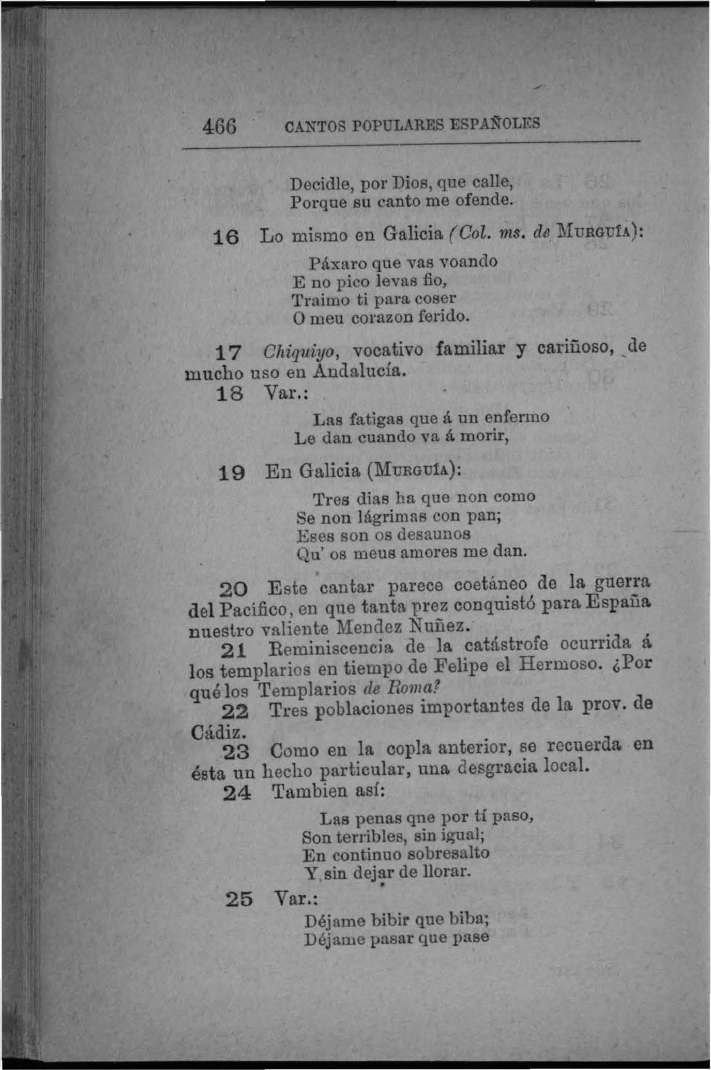 466 CANTOS POPULARES ESPAÑOLES
Decidle, por Dios, que calle,
Porque su canto me ofende.
16 Lo mismo en Galicia (Col. ms. de MURGUÍA):
Páxaro que vas voando
E no pico levas fio,
Traimo ti para coser
O meu corazon ferido.
17 Chiquiyo, vocativo familiar y cariñoso, de
mucho uso en Andalucía.
18 Var.:
Las fatigas que á un enfermo
Le dan cuando va á morir,
19 En Galicia (MURGUÍA):
Tres dias ha que non como
Se non lágrimas con pan;
Eses son os desaunos
Qu' os meus amores me dan.
20 Este cantar parece coetáneo de la guerra
del Pacífico, en que tanta prez conquistó para España
nuestro valiente Mendez Nuñez.
21 Reminiscencia de la catástrofe ocurrida á
los templarios en tiempo de Felipe el Hermoso. ¿Por
qué los Templarios de Roma?
22 Tres poblaciones importantes de la prov. de
Cádiz.
23 Como en la copla anterior, se recuerda en
ésta un hecho particular, una desgracia local.
24 Tambien así:
Las penas que por tí paso,
Son terribles, sin igual;
En continuo sobresalto
Y sin dejar de llorar.
25 Var.:
Déjame bibir que biba;
Déjame pasar que pase